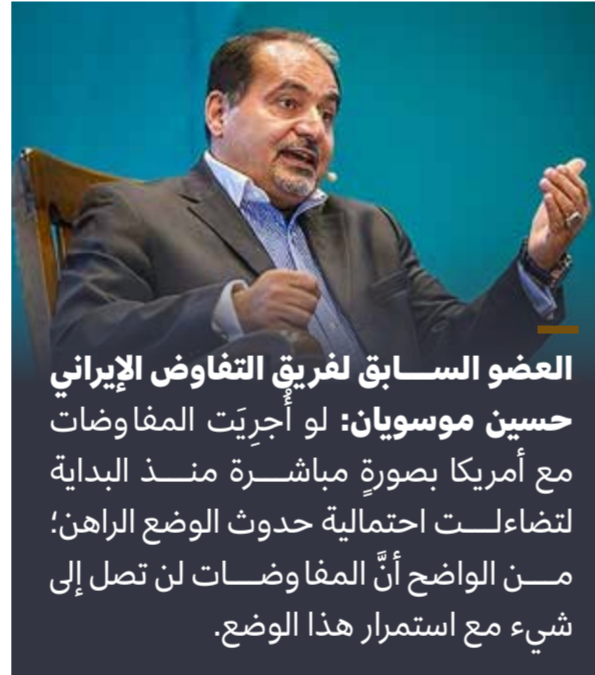 العضو السابق لفريق التفاوض الإيراني
حسين موسويان: لو أُجرِيَت المفاوضات
مع أمريكا بصورةٍ مباشرة منذ البداية
لتضاءلت احتمالية حدوث الوضع الراهن؛
من الواضح أنَّ المفاوضات لن تصل إلى
شيء مع استمرار هذا الوضع.